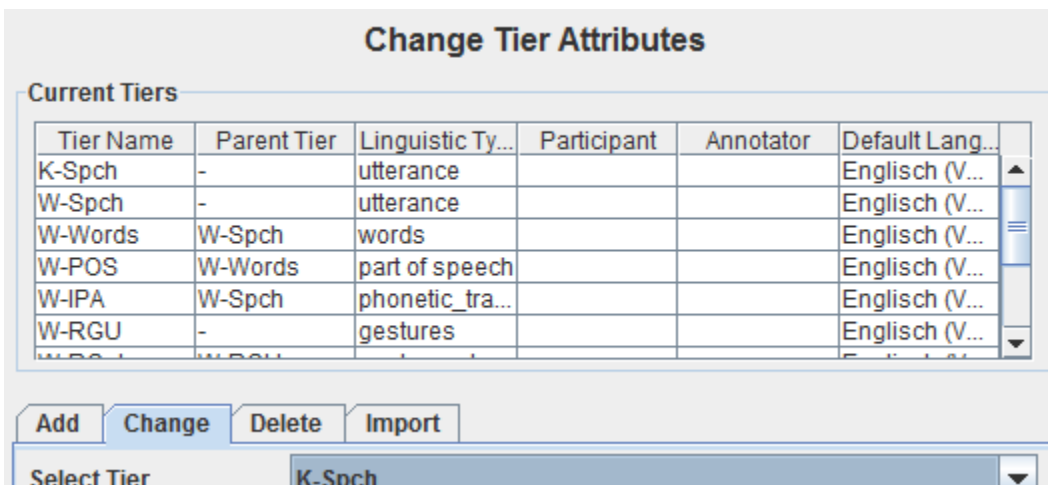 Change Tier Attributes
Current Tiers
Tier Name Parent Tier Linguistic Ty... Participant Annotator Default Lang...
K-Spch - utterance Englisch (V...
W-Spch - utterance Englisch (V...
W-Words W-Spch words Englisch (V...
W-POS W-Words part of speech Englisch (V...
W-IPA W-Spch phonetic_tra... Englisch (V...
W-RGU - gestures Englisch (V...
Add Change Delete Import
Select Tier K-Spch